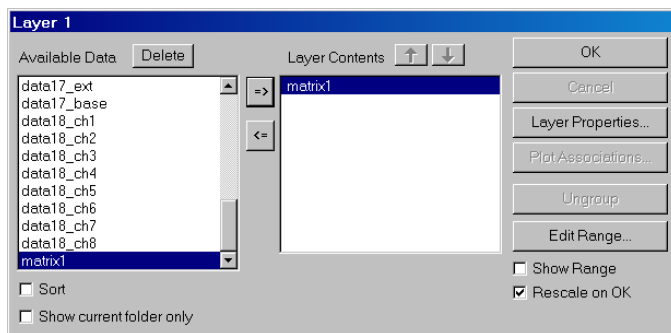 Layer 1
Available Data
Delete
data17_ext
data17_base
data18_ch1
data18_ch2
data18_ch3
data18_ch4
data18_ch5
data18_ch6
data18_ch7
data18_ch8
matrix1
Sort
Show current folder only
=>
<=
Layer Contents
matrix1
OK
Cancel
Layer Properties...
Plot Associations...
Ungroup
Edit Range...
Show Range
Rescale on OK